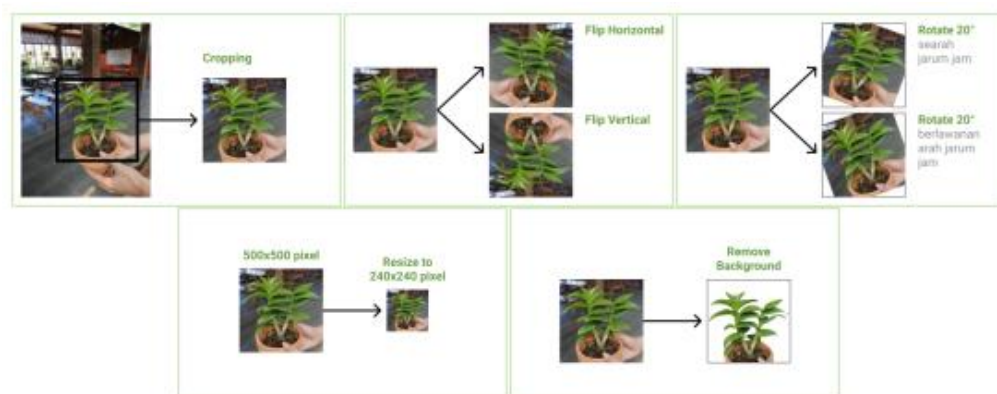 Cropping
Flip Horizontal
Flip Vertical
Rotate 20°
searah
jarum jam
Rotate 20°
berlawanan
arah jarum
jam
500x500 pixel
Resize to
240x240 pixel
Remove
Background